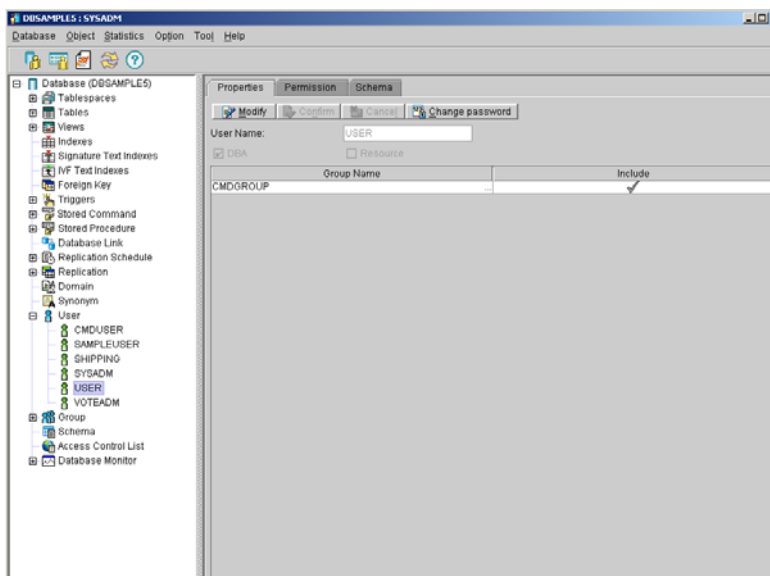 DBSAMPLE5 : SYSADM
Database Object Statistics Option Tool Help
Database (DBSAMPLE5)
Tablespaces
Tables
Views
Indexes
Signature Text Indexes
IVF Text Indexes
Foreign Key
Triggers
Stored Command
Stored Procedure
Database Link
Replication Schedule
Replication
Domain
Synonym
User
CMDUSER
SAMPLEUSER
SHIPPING
SYSADM
USER
VOTEADM
Group
Schema
Access Control List
Database Monitor
Properties Permission Schema
Modify Confirm Cancel Change password
User Name: USER
DBA Resource
Group Name Include
CMDGROUP ...